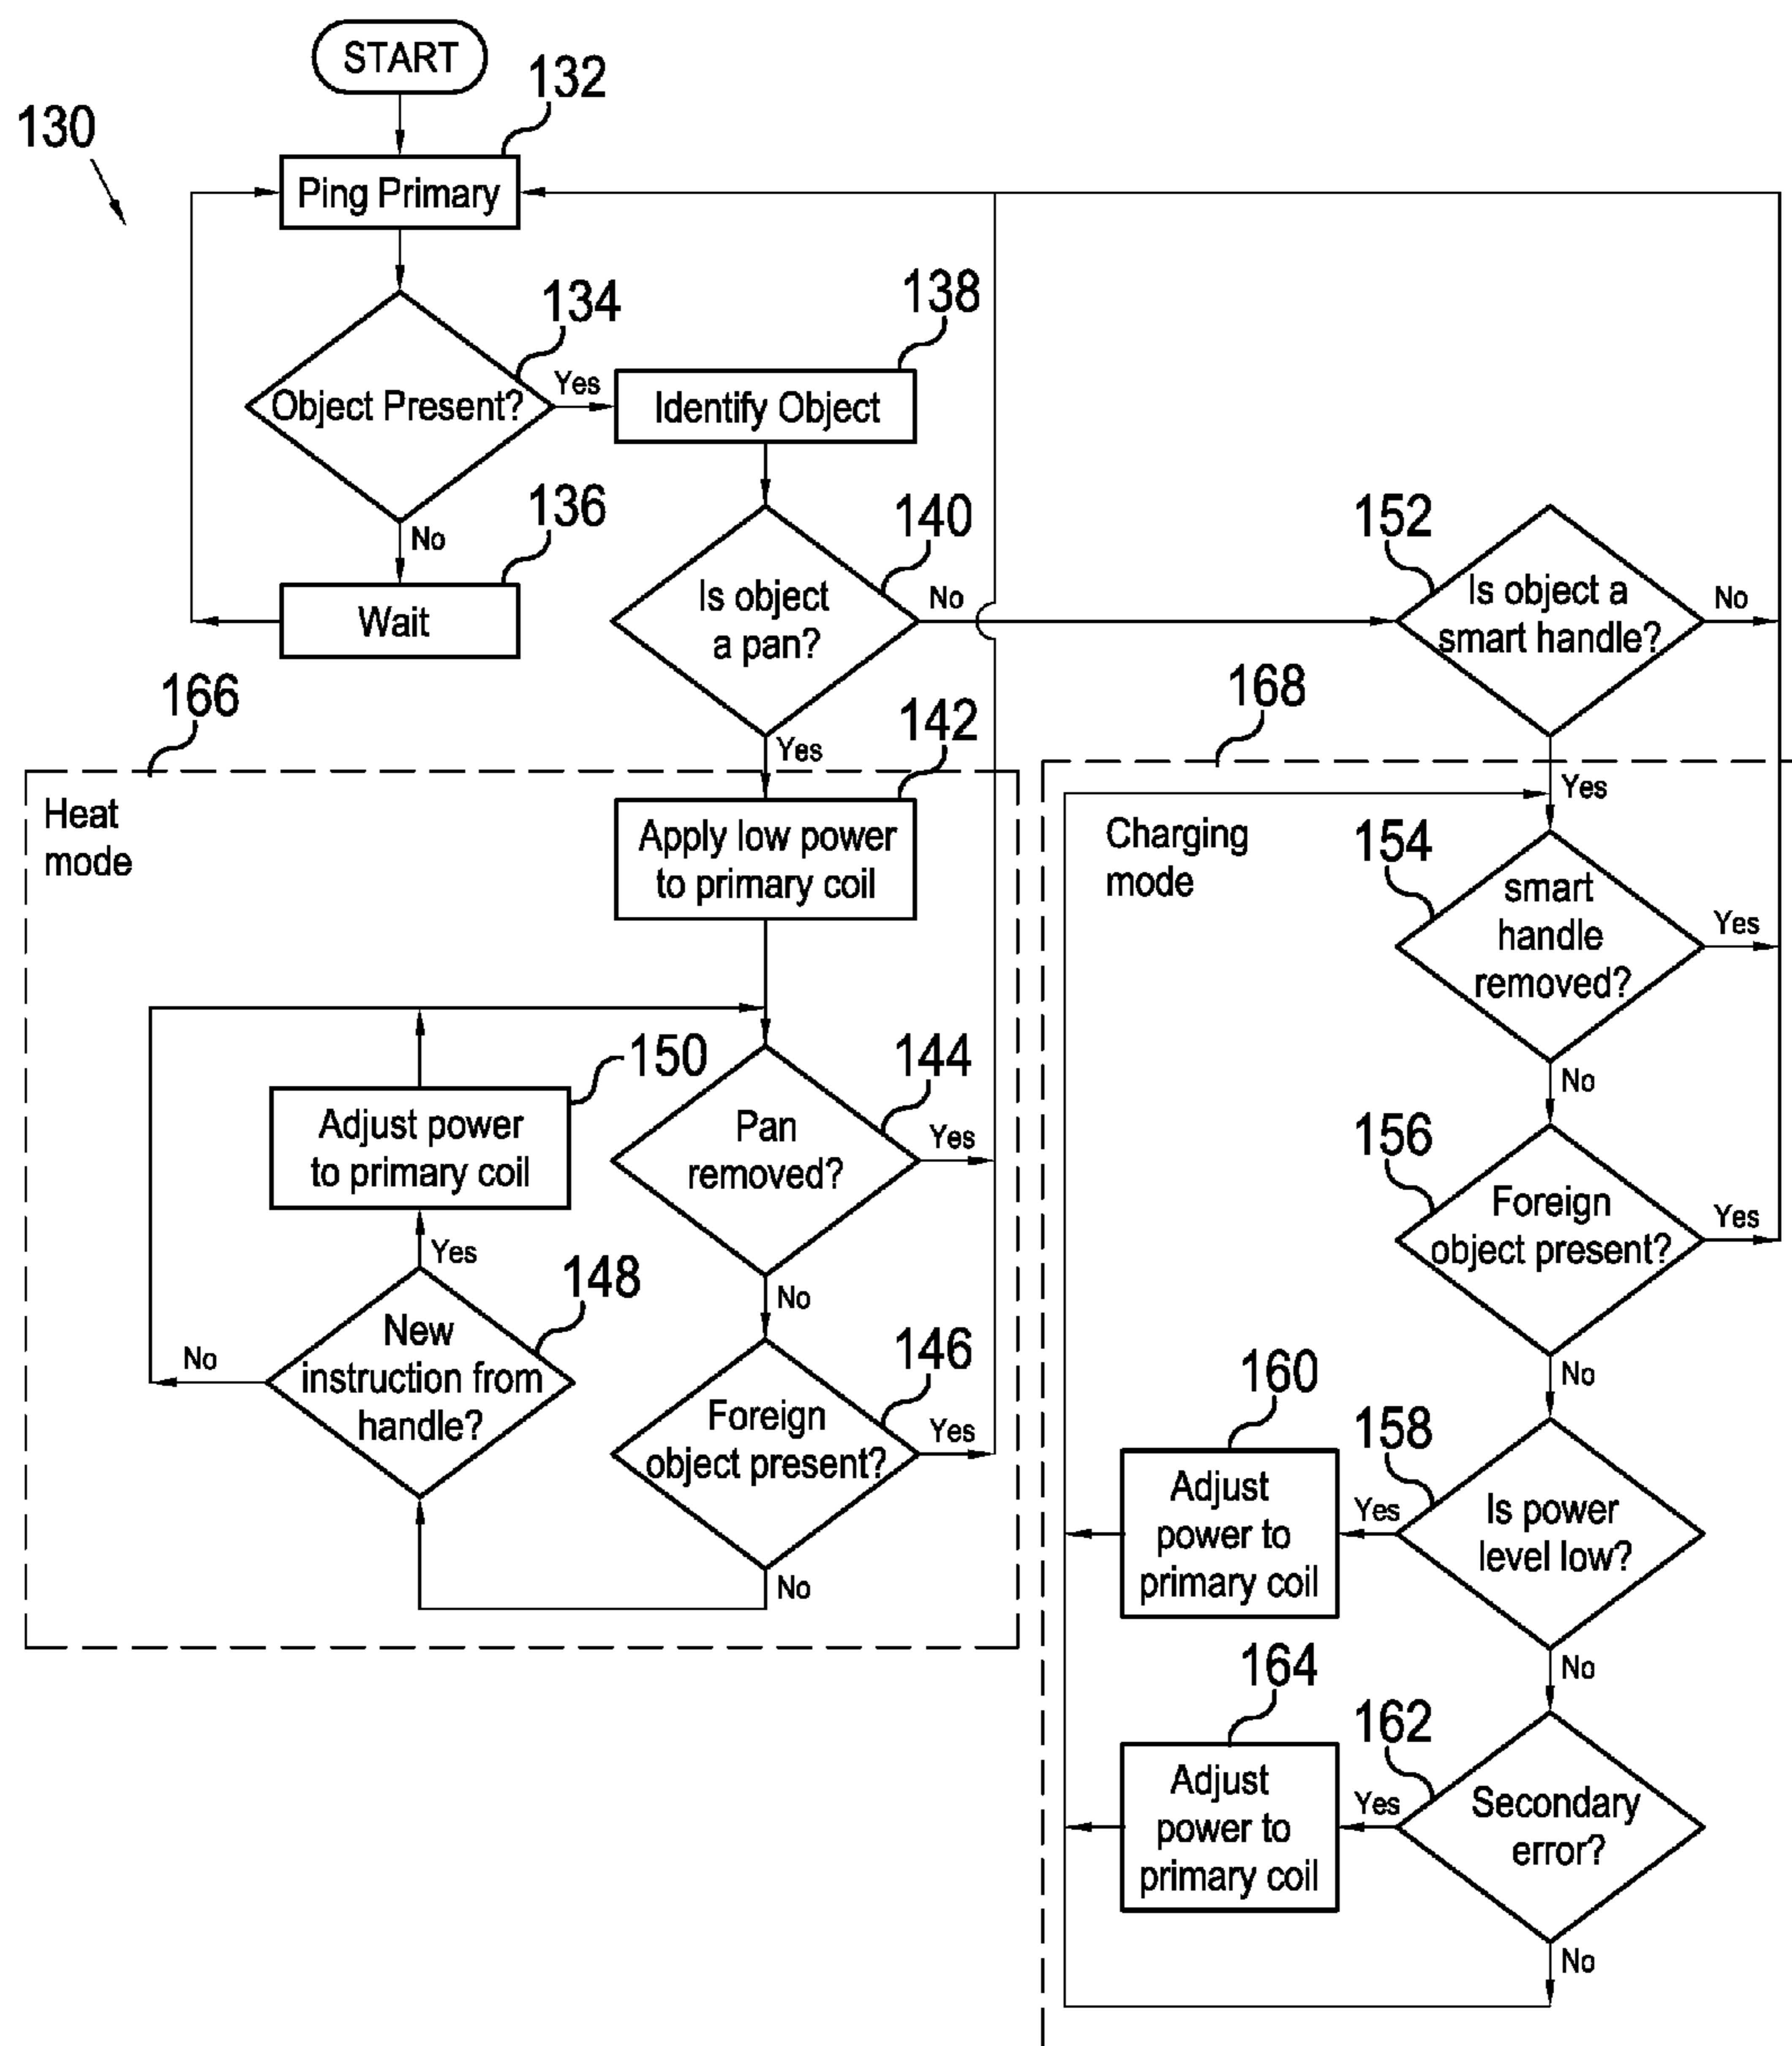 START
132
130
Ping Primary
134
138
Object Present?
Yes
Identify Object
No
136
140
152
Wait
Is object
a pan?
No
Is object a
smart handle?
No
166
142
168
Yes
Yes
Heat
mode
Apply low power
to primary coil
Charging
mode
154
smart
handle
removed?
Yes
No
150
144
Adjust power
to primary coil
Pan
removed?
Yes
156
Foreign
object present?
Yes
No
Yes
148
No
New
instruction from
handle?
No
146
Foreign
object present?
Yes
No
160
158
Adjust
power to
primary coil
Yes
Is power
level low?
No
164
162
Adjust
power to
primary coil
Yes
Secondary
error?
No